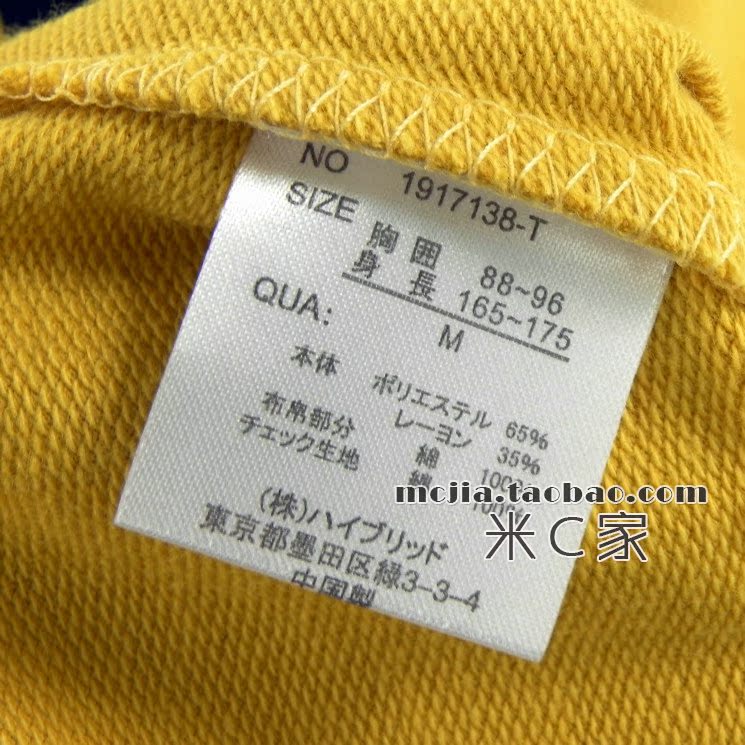 NO 1917138-T
SIZE 胸囲 88~96
身長 165~175
M
QUA:
本体 ポリエステル 65%
レーヨン 35%
布帛部分 綿 100%
チェック生地 綿 100%
(株)ハイブリッド
東京都墨田区緑3-3-4
中国製
mcjia.taobao.com
米C家